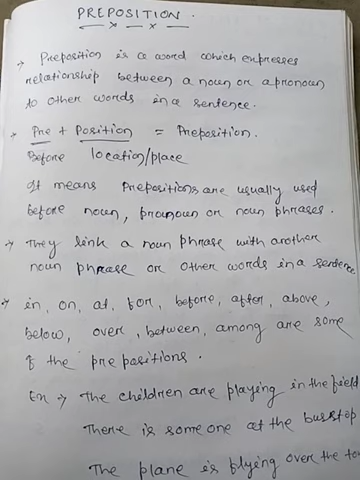 PREPOSITION.
→ Preposition is a word which expresses
relationship between a noun or a pronoun
to other words in a sentence.
→ Pre + Position = Preposition.
Before location/place
It means Prepositions are usually used
before noun, pronoun or noun phrases.
→ They link a noun phrase with another
noun phrase or other words in a sentence
→ in, on, at, for, before, after, above,
below, over, between, among are some
of the prepositions.
Ex → The children are playing in the field
There is some one at the busstop
The plane is flying over the